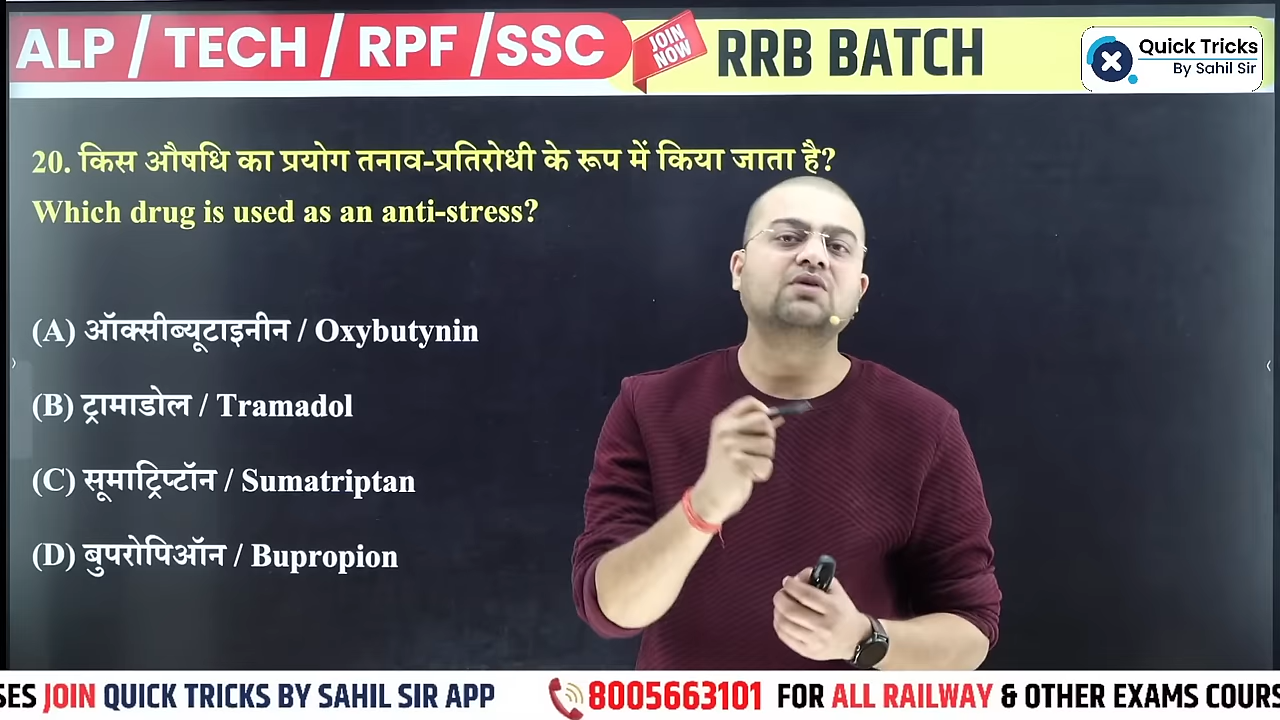 ALP / TECH / RPF / SSC
JOIN NOW
RRB BATCH
Quick Tricks
By Sahil Sir
20. किस औषधि का प्रयोग तनाव-प्रतिरोधी के रूप में किया जाता है?
Which drug is used as an anti-stress?
(A) ऑक्सीब्यूटाइनीन / Oxybutynin
(B) ट्रामाडोल / Tramadol
(C) सूमाट्रिप्टॉन / Sumatriptan
(D) बुपरोपिऑन / Bupropion
SES JOIN QUICK TRICKS BY SAHIL SIR APP 8005663101 FOR ALL RAILWAY & OTHER EXAMS COURS